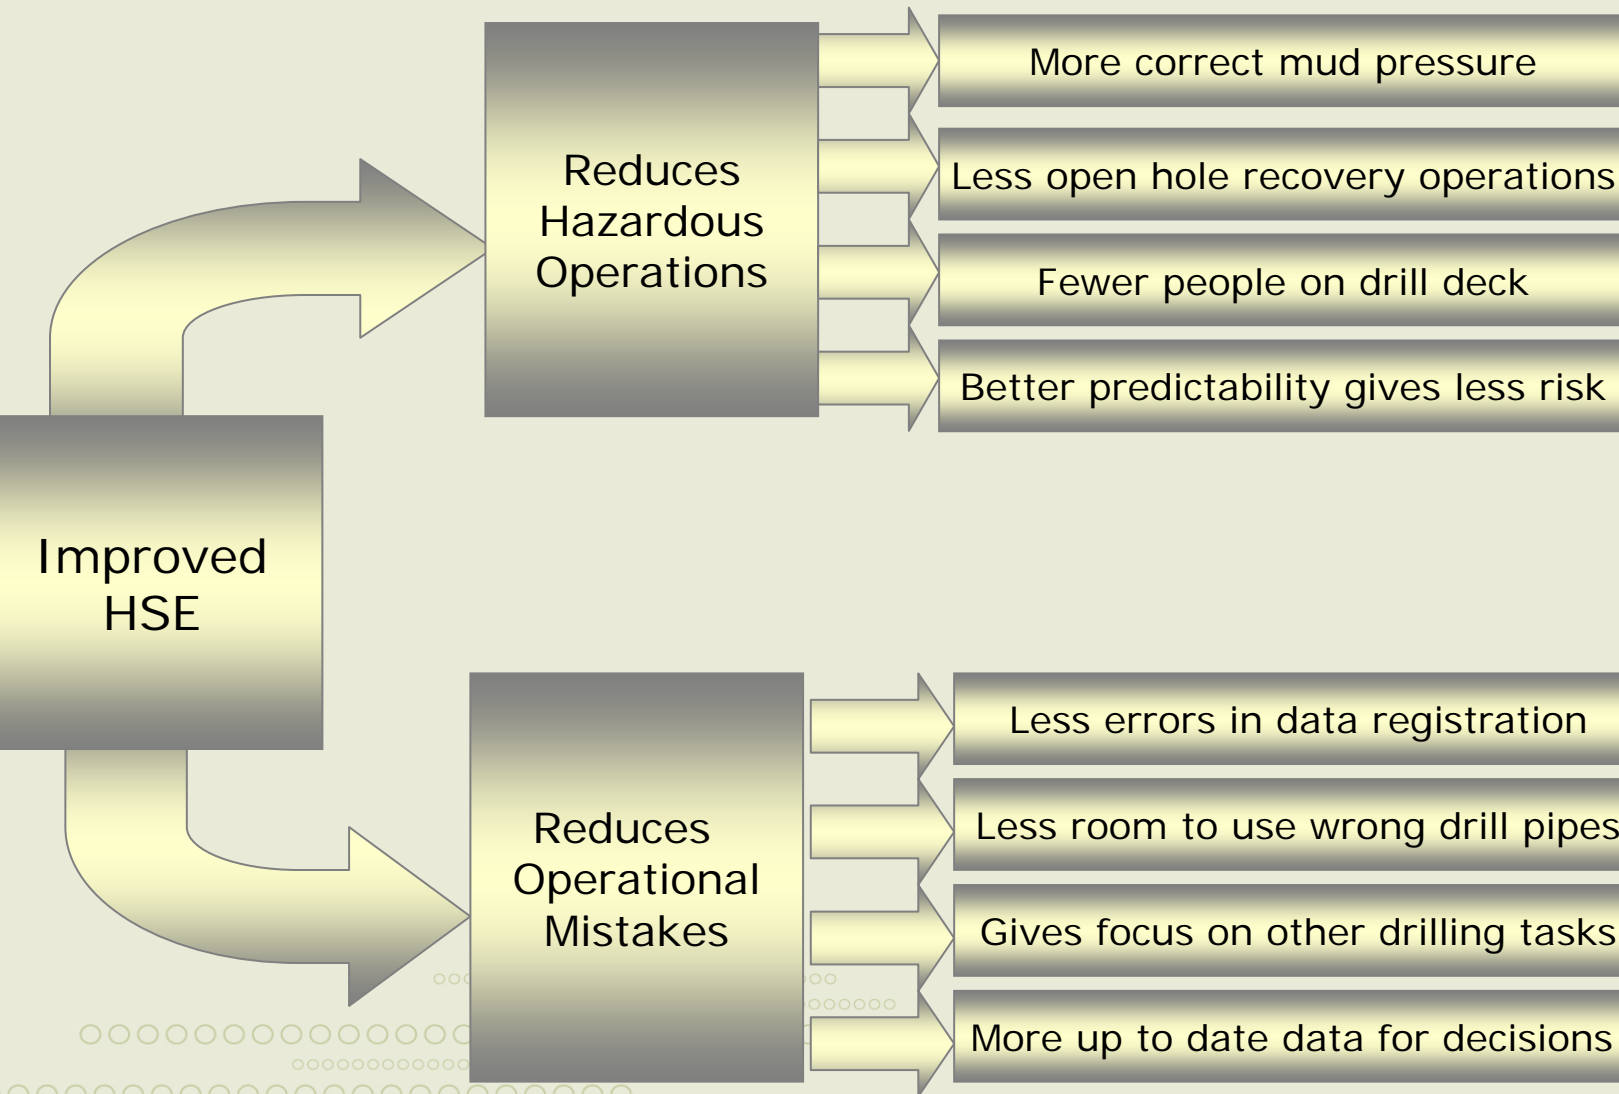 More correct mud pressure
Less open hole recovery operations
Fewer people on drill deck
Better predictability gives less risk
Reduces
Hazardous
Operations
Improved
HSE
Reduces
Operational
Mistakes
Less errors in data registration
Less room to use wrong drill pipes
Gives focus on other drilling tasks
More up to date data for decisions